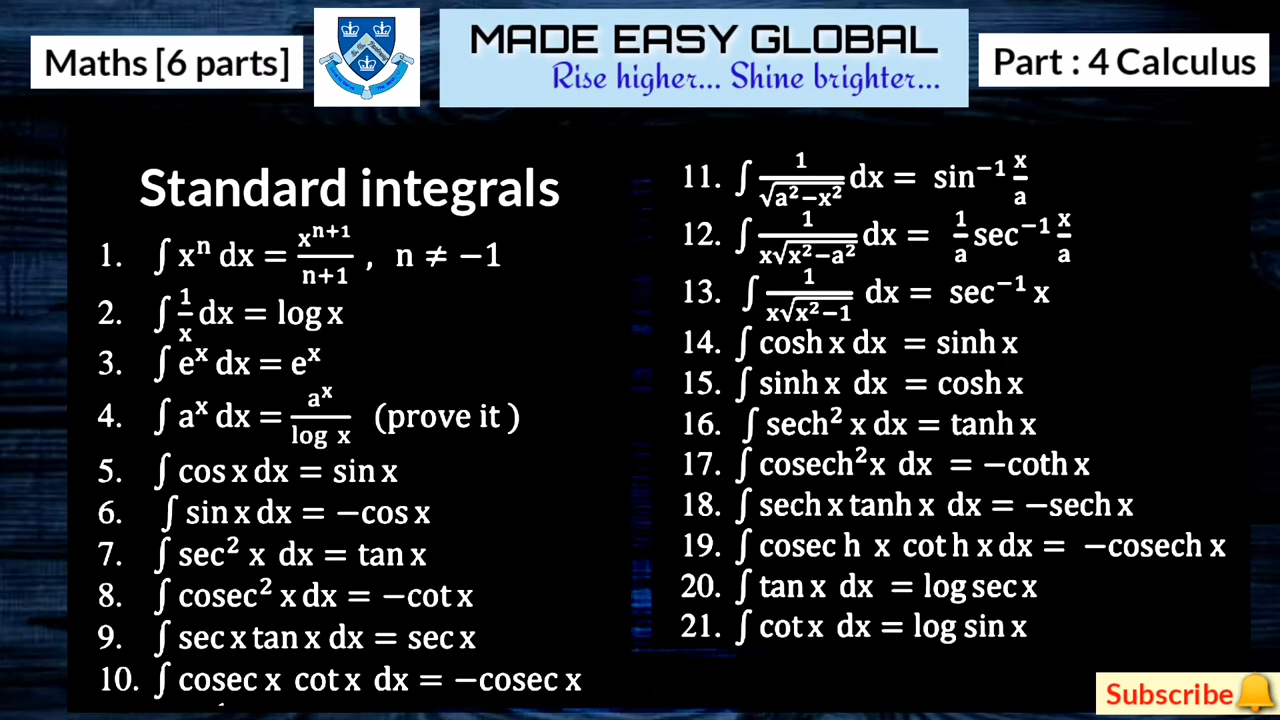 Maths [6 parts]
MADE EASY GLOBAL
Rise higher... Shine brighter...
Part : 4 Calculus
Standard integrals
1. ∫ xⁿ dx = xⁿ⁺¹/n+1 , n ≠ −1
2. ∫ 1/x dx = log x
3. ∫ eˣ dx = eˣ
4. ∫ aˣ dx = aˣ/log x (prove it )
5. ∫ cos x dx = sin x
6. ∫ sin x dx = −cos x
7. ∫ sec² x dx = tan x
8. ∫ cosec² x dx = −cot x
9. ∫ sec x tan x dx = sec x
10. ∫ cosec x cot x dx = −cosec x
11. ∫ 1/√a²−x² dx = sin⁻¹ x/a
12. ∫ 1/x√x²−a² dx = 1/a sec⁻¹ x/a
13. ∫ 1/x√x²−1 dx = sec⁻¹ x
14. ∫ cosh x dx = sinh x
15. ∫ sinh x dx = cosh x
16. ∫ sech² x dx = tanh x
17. ∫ cosech²x dx = −coth x
18. ∫ sech x tanh x dx = −sech x
19. ∫ cosec h x cot h x dx = −cosech x
20. ∫ tan x dx = log sec x
21. ∫ cot x dx = log sin x
Subscribe